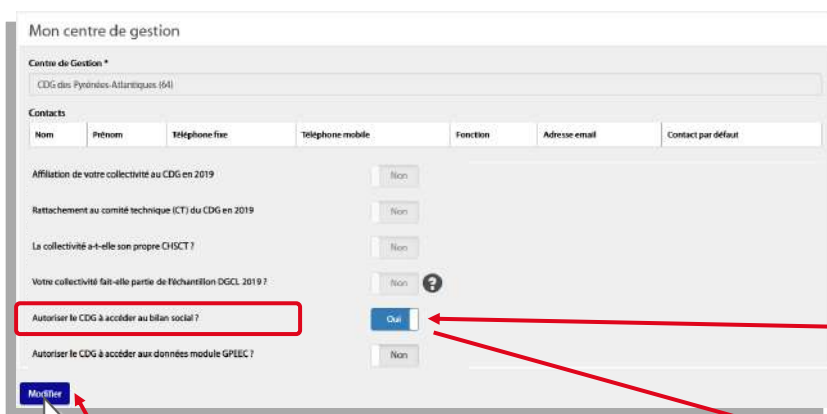 Mon centre de gestion
Centre de Gestion *
CDG des Pyrénées-Atlantiques (64)
Contacts
Nom Prénom Téléphone fixe Téléphone mobile Fonction Adresse email Contact par défaut
Affiliation de votre collectivité au CDG en 2019 Non
Rattachement au comité technique (CT) du CDG en 2019 Non
La collectivité a-t-elle son propre CHSCT ? Non
Votre collectivité fait-elle partie de l'échantillon DGCL 2019 ? Non ?
Autoriser le CDG à accéder au bilan social ? Oui
Autoriser le CDG à accéder aux données module GPEEC ? Non
Modifier